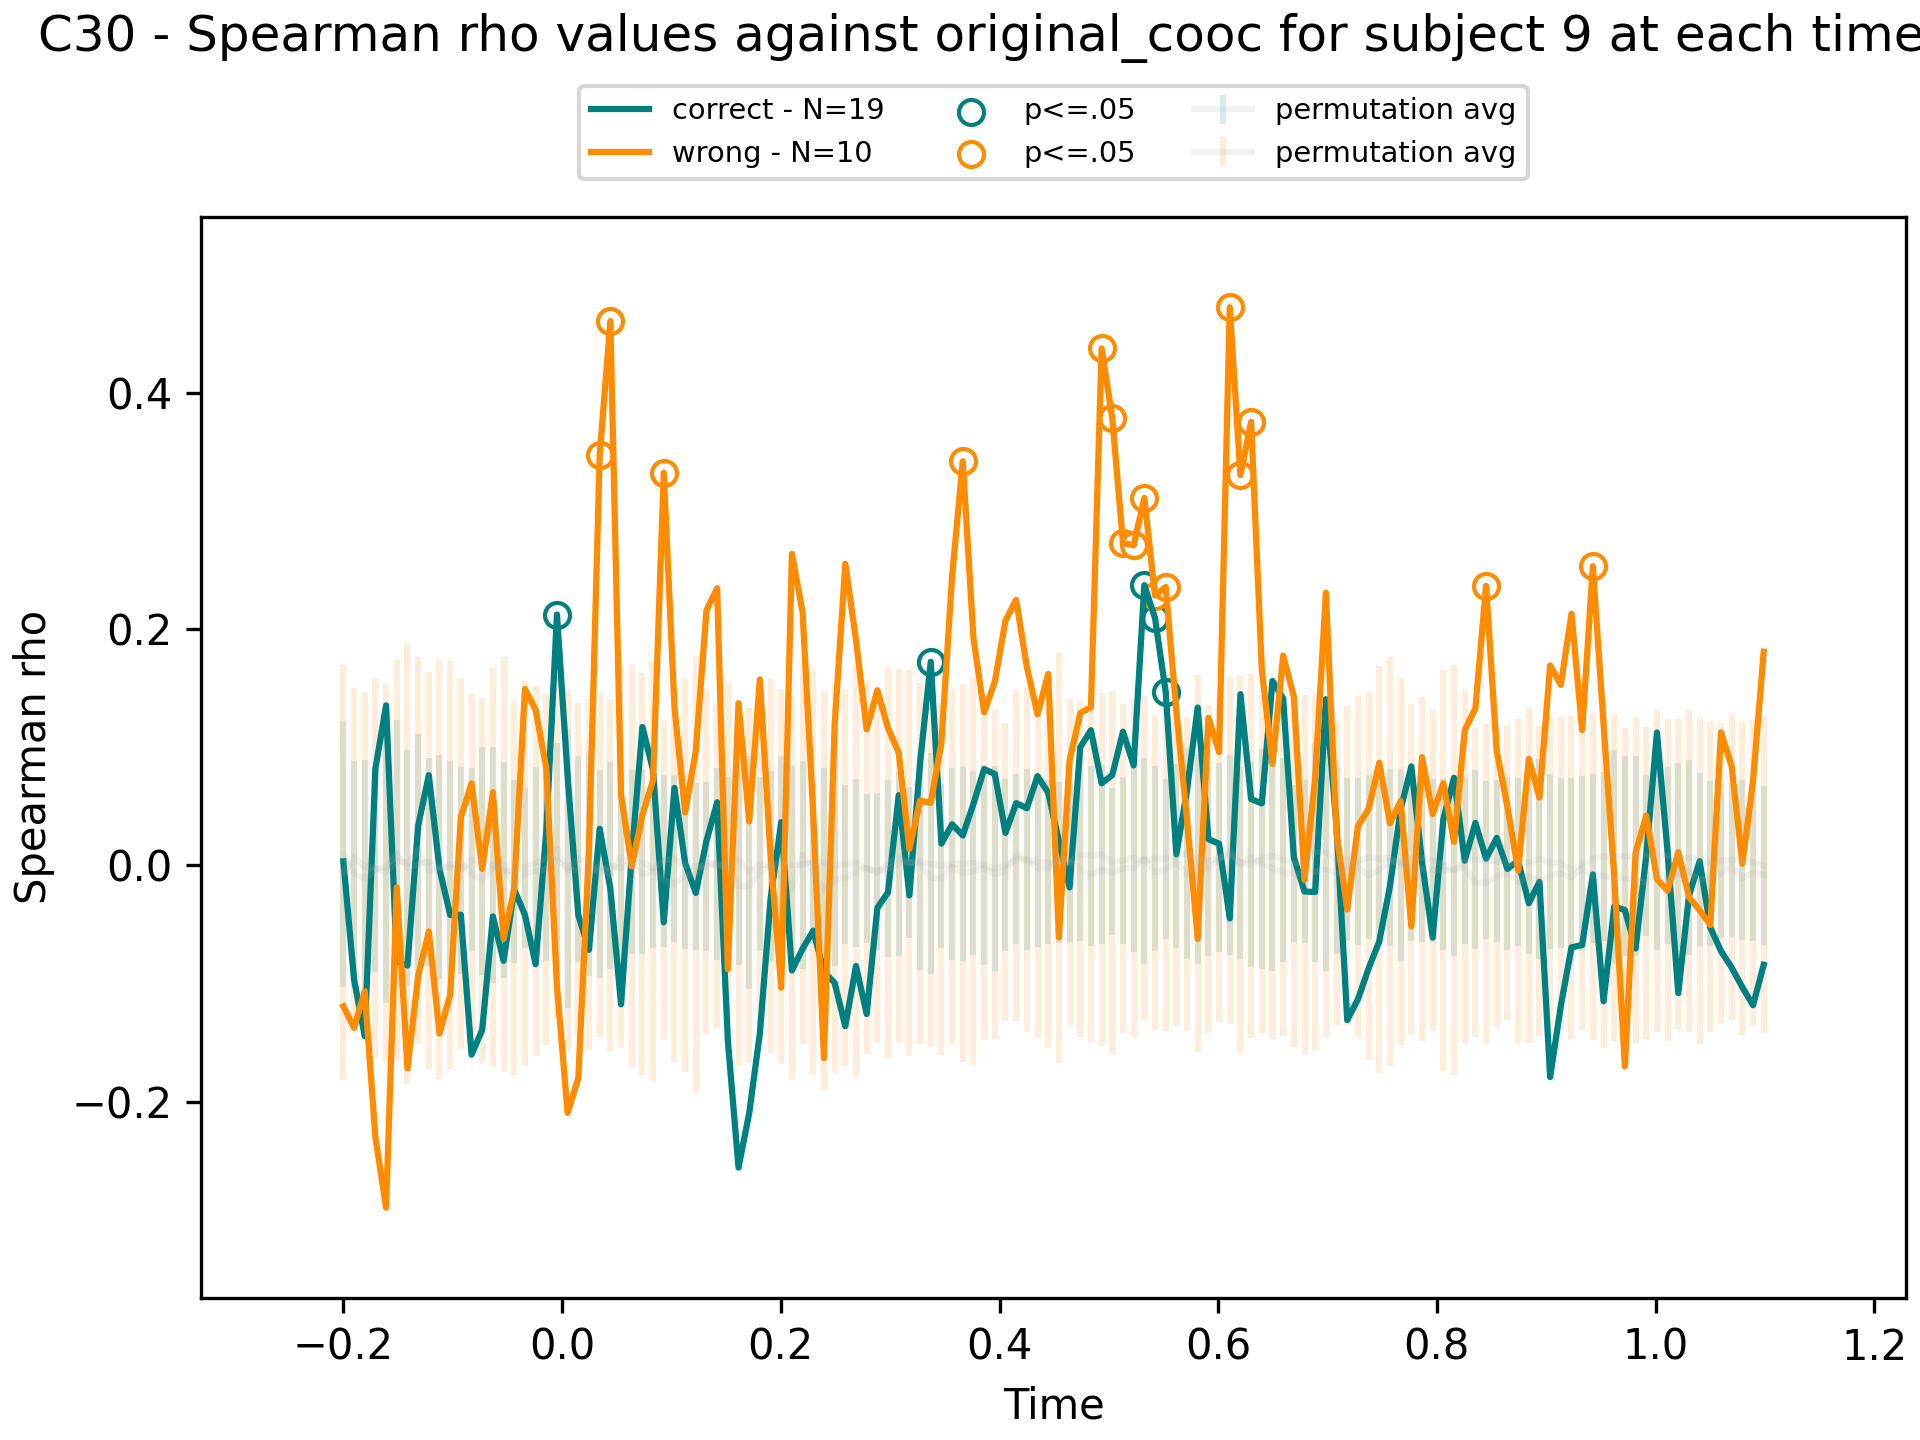 C30 - Spearman rho values against original_cooc for subject 9 at each time
correct - N=19
wrong - N=10
p<=.05
p<=.05
permutation avg
permutation avg
Spearman rho
0.4
0.2
0.0
−0.2
−0.2 0.0 0.2 0.4 0.6 0.8 1.0 1.2
Time